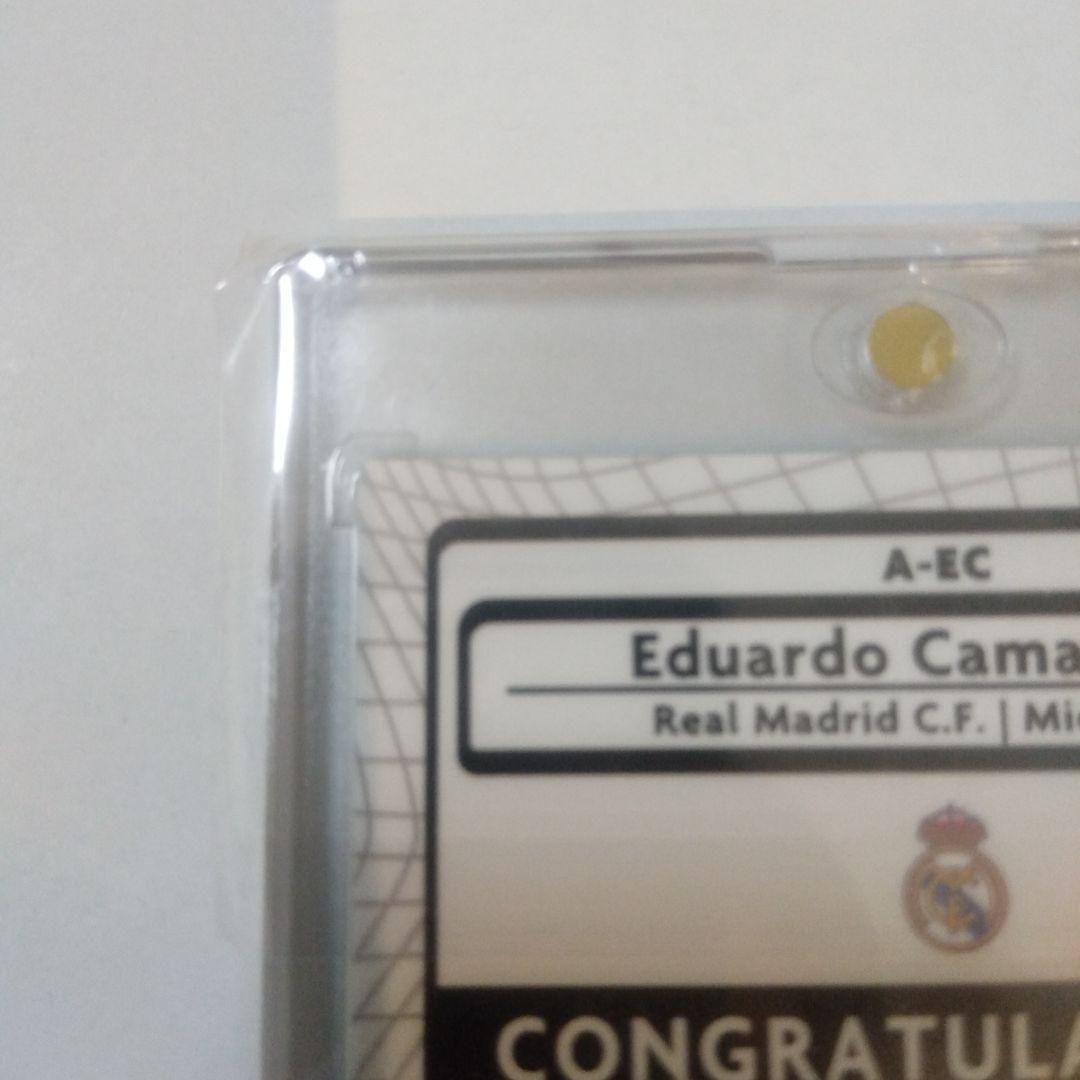 A-EC
Eduardo Cama
Real Madrid C.F. | Mi
CONGRATULA